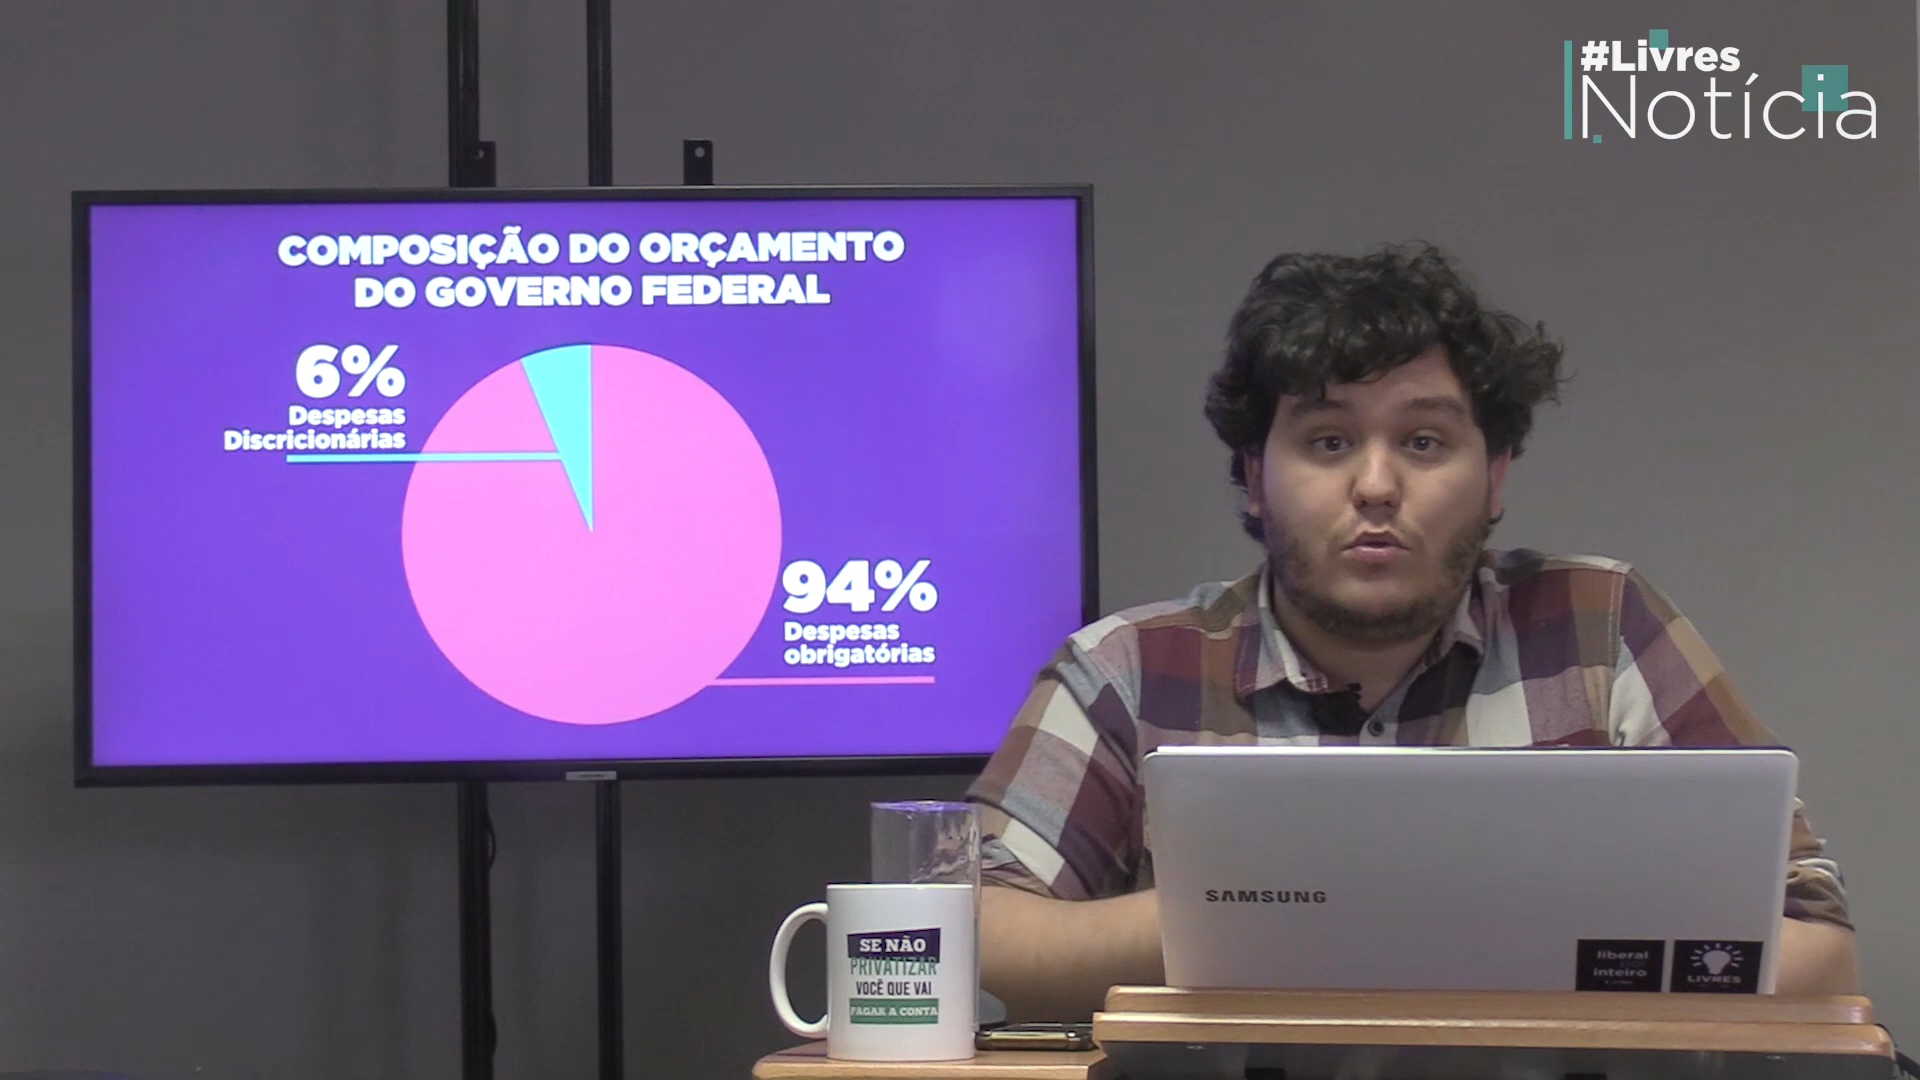 #Livres
Notícia
COMPOSIÇÃO DO ORÇAMENTO
DO GOVERNO FEDERAL
6%
Despesas
Discricionárias
94%
Despesas
obrigatórias
SE NÃO
PRIVATIZAR
VOCÊ QUE VAI
PAGAR A CONTA
SAMSUNG
liberal
inteiro
LIVRES